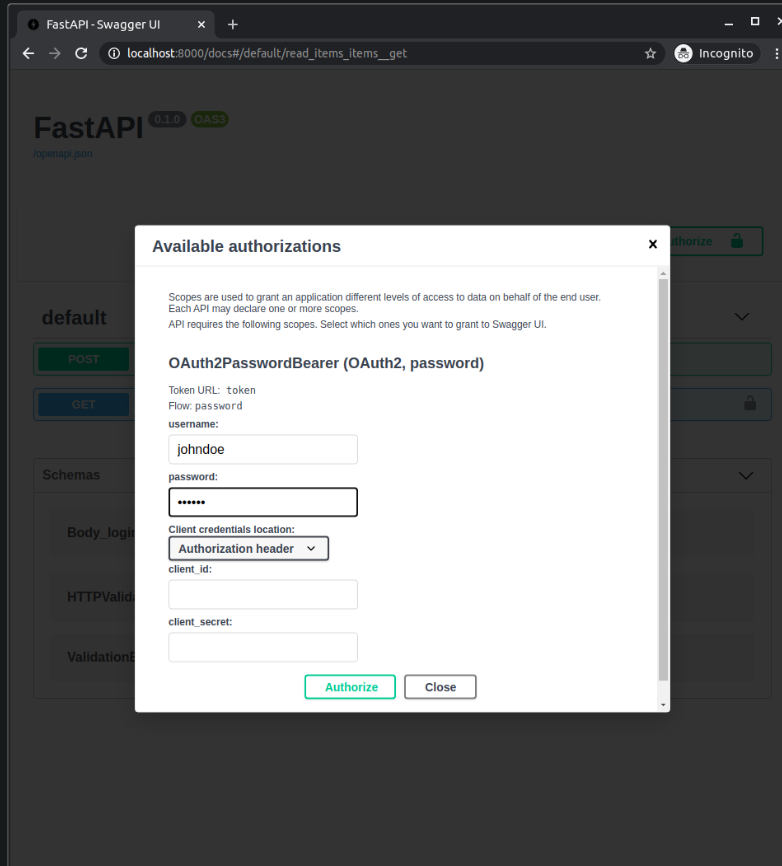 FastAPI - Swagger UI
localhost:8000/docs#/default/read_items_items__get
Incognito
FastAPI 0.1.0 OAS3
/openapi.json
Available authorizations
uthorize
Scopes are used to grant an application different levels of access to data on behalf of the end user.
Each API may declare one or more scopes.
API requires the following scopes. Select which ones you want to grant to Swagger UI.
default
OAuth2PasswordBearer (OAuth2, password)
POST
Token URL: token
GET
Flow: password
username:
johndoe
Schemas
password:
••••••
Client credentials location:
Body_login
Authorization header
client_id:
HTTPValida
client_secret:
ValidationE
Authorize
Close